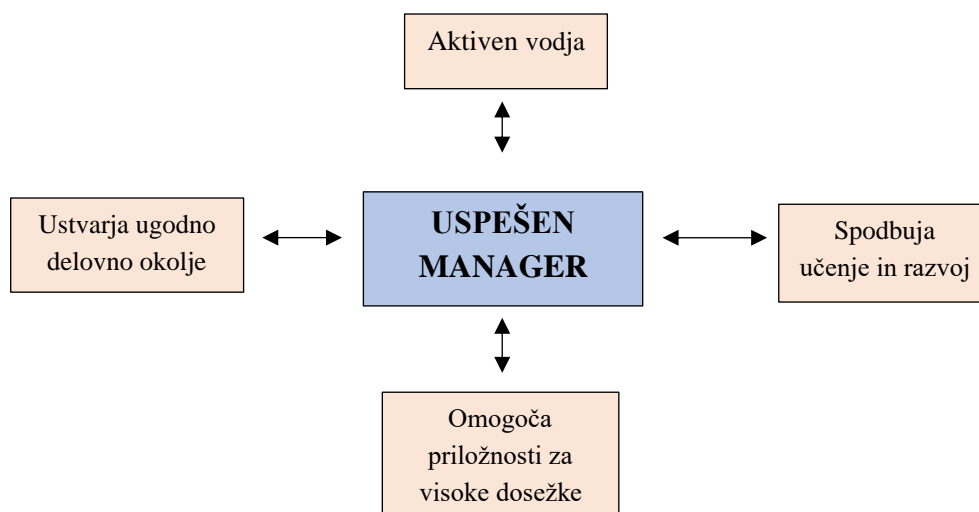 Aktiven vodja
Ustvarja ugodno
delovno okolje
USPEŠEN
MANAGER
Spodbuja
učenje in razvoj
Omogoča
priložnosti za
visoke dosežke